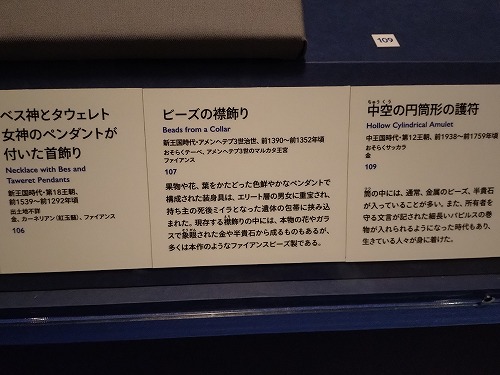 109
ベス神とタウェレト
女神のペンダントが
付いた首飾り
Necklace with Bes and
Taweret Pendants
新王国時代・第18王朝、
前1539〜前1292年頃
出土地不詳
金、カーネリアン（紅玉髄）、ファイアンス
106
ビーズの襟飾り
Beads from a Collar
新王国時代・アメンヘテプ3世治世、前1390〜前1352年頃
おそらくテーベ、アメンヘテプ3世のマルカタ王宮
ファイアンス
107
果物や花、葉をかたどった色鮮やかなペンダントで
構成された装身具は、エリート層の男女に重宝され、
持ち主の死後ミイラとなった遺体の包帯に挟み込
まれた。現存する襟飾りの中には、本物の花やガラ
スで象嵌された金や半貴石から成るものもあるが、
多くは本作のようなファイアンスビーズ製である。
中空の円筒形の護符
Hollow Cylindrical Amulet
中王国時代・第12王朝、前1938〜前1759年頃
おそらくサッカラ
金
109
筒の中には、通常、金属のビーズ、半貴石
が入っていることが多い。また、所有者を
守る文言が記された細長いパピルスの巻
物が入れられるようになった時代もあり、
生きている人々が身に着けた。